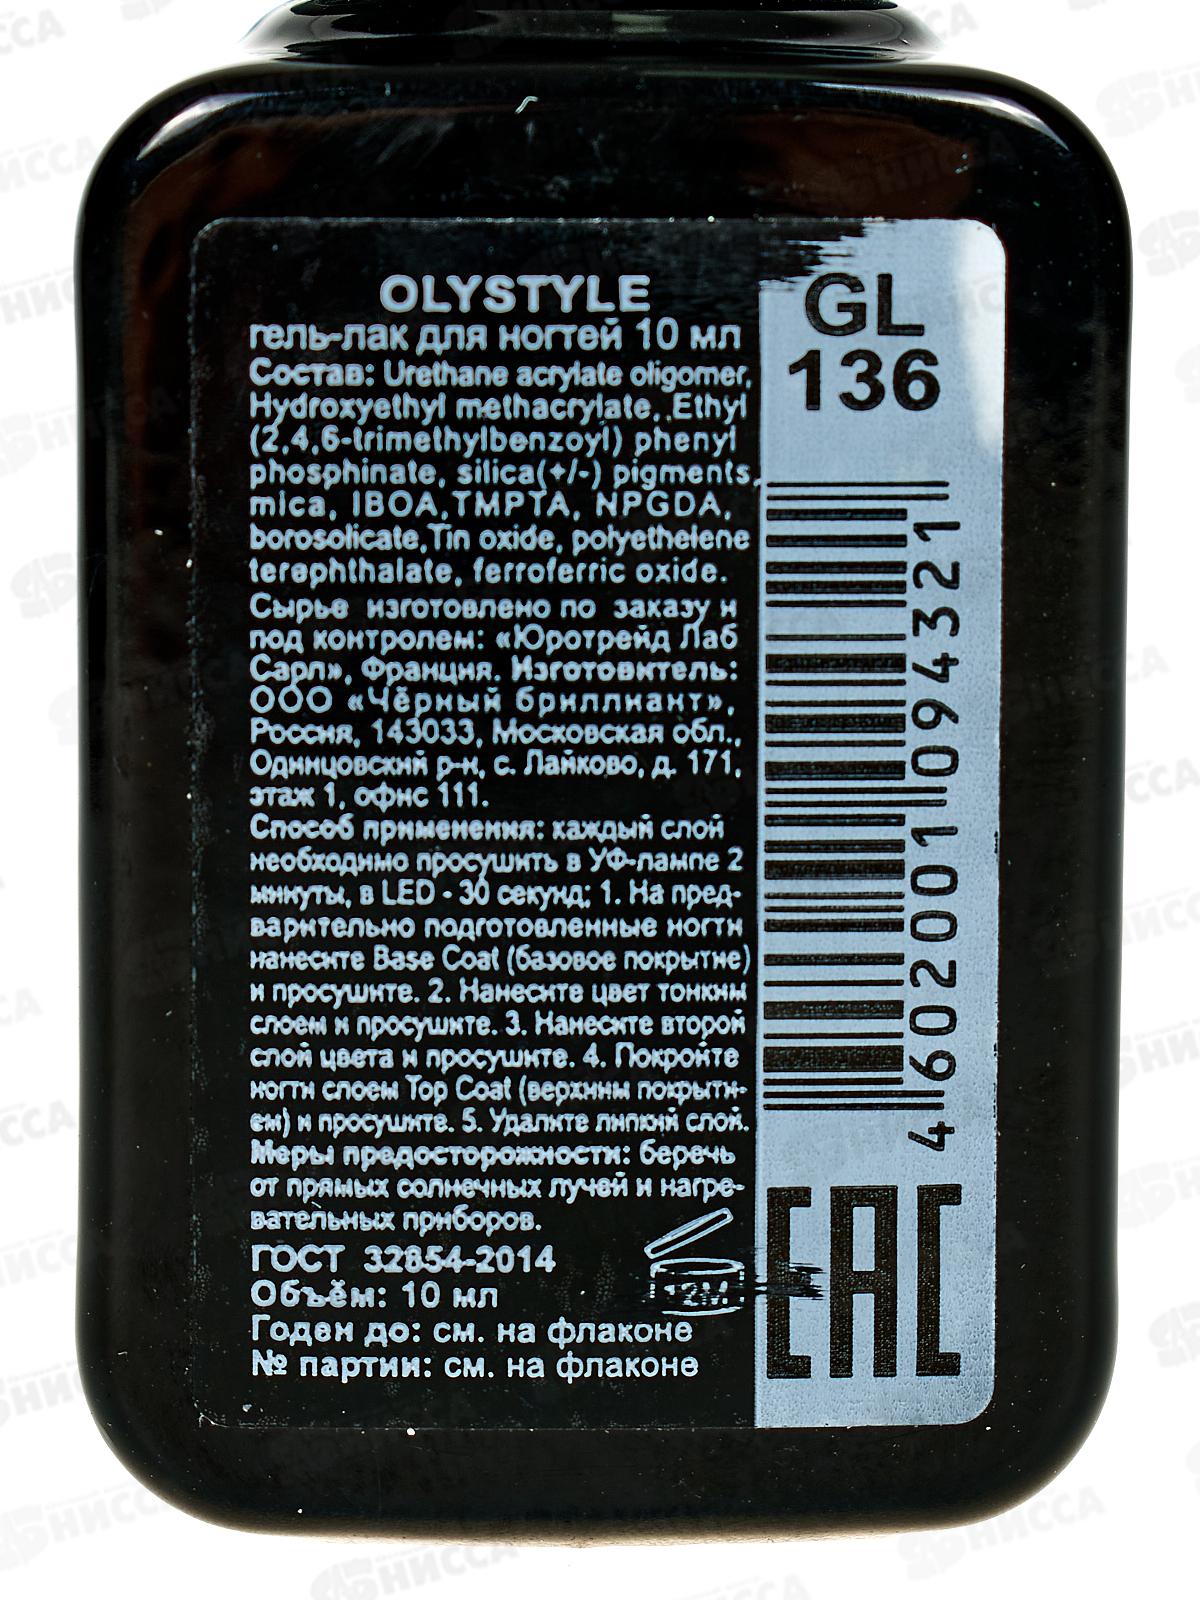 OLYSTYLE
гель-лак для ногтей 10 мл
Состав: Urethane acrylate oligomer,
Hydroxyethyl methacrylate, Ethyl
(2,4,6-trimethylbenzoyl) phenyl
phosphinate, silica(+/-) pigments,
mica, IBOA,TMPTA, NPGDA,
borosolicate,Tin oxide, polyethelene
terephthalate, ferroferric oxide.
Сырье изготовлено по заказу и
под контролем: «Юротрейд Лаб
Сарл», Франция. Изготовитель:
ООО «Чёрный бриллиант»,
Россия, 143033, Московская обл.,
Одинцовский р-н, с. Лайково, д. 171,
этаж 1, офис 111.
Способ применения: каждый слой
необходимо просушить в УФ-лампе 2
минуты, в LED - 30 секунд; 1. На пред-
варительно подготовленные ногти
нанесите Base Coat (базовое покрытие)
и просушите. 2. Нанесите цвет тонким
слоем и просушите. 3. Нанесите второй
слой цвета и просушите. 4. Покройте
ногти слоем Top Coat (верхним покрыти-
ем) и просушите. 5. Удалите липкий слой.
Меры предосторожности: беречь
от прямых солнечных лучей и нагре-
вательных приборов.
ГОСТ 32854-2014
Объём: 10 мл
Годен до: см. на флаконе
№ партии: см. на флаконе
12M
GL
136
4 602001 094321
EAC